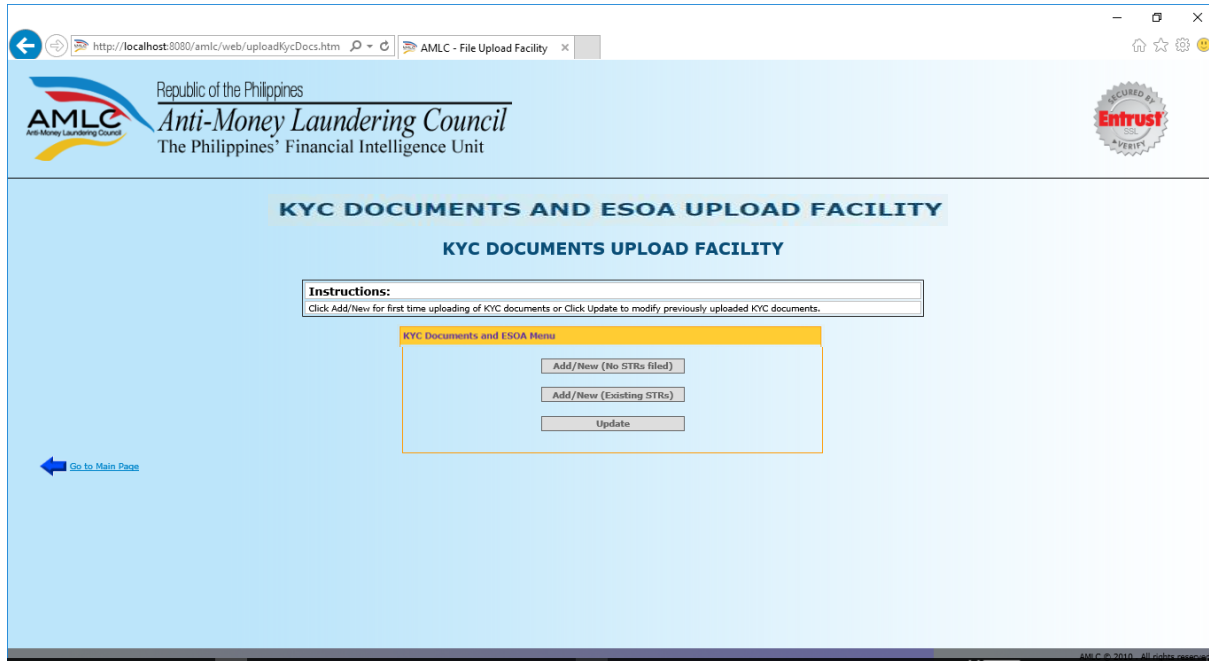 http://localhost:8080/amlc/web/uploadKycDocs.htm
AMLC - File Upload Facility
AMLC
Anti-Money Laundering Council
Republic of the Philippines
Anti-Money Laundering Council
The Philippines' Financial Intelligence Unit
SECURED BY
Entrust
SSL
VERIFY
KYC DOCUMENTS AND ESOA UPLOAD FACILITY
KYC DOCUMENTS UPLOAD FACILITY
Instructions:
Click Add/New for first time uploading of KYC documents or Click Update to modify previously uploaded KYC documents.
KYC Documents and ESOA Menu
Add/New (No STRs filed)
Add/New (Existing STRs)
Update
Go to Main Page
AMLC © 2010. All rights reserved